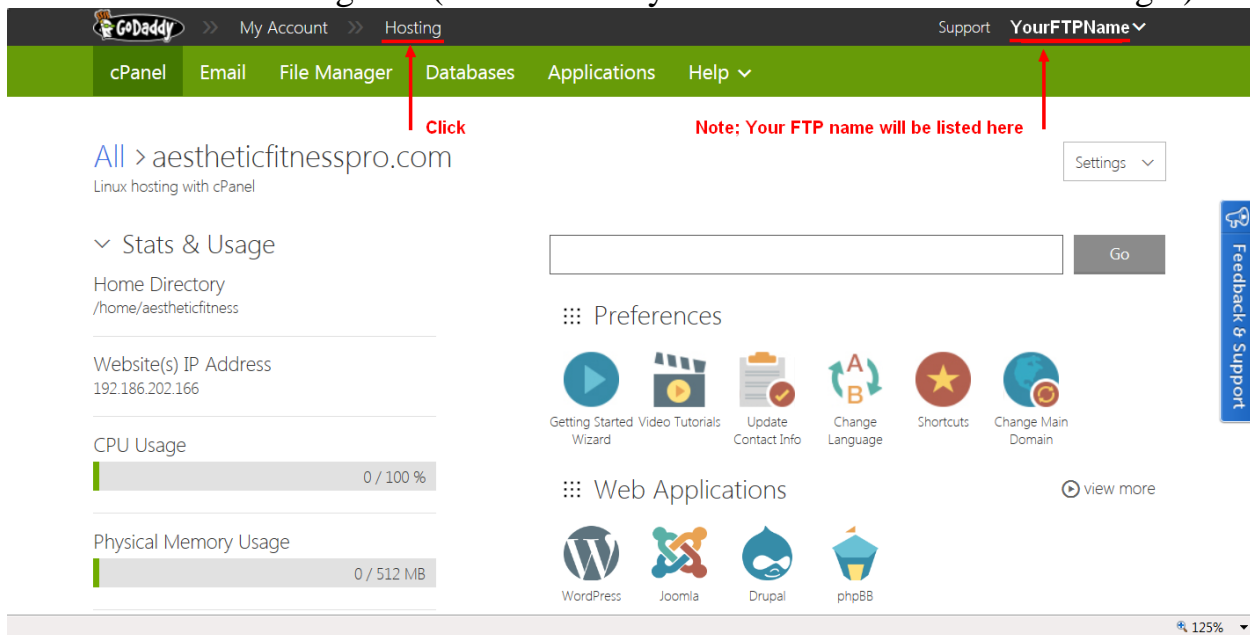 GoDaddy >> My Account >> Hosting Support YourFTPName
cPanel Email File Manager Databases Applications Help
Click
Note; Your FTP name will be listed here
All > aestheticfitnesspro.com
Linux hosting with cPanel
Settings
Stats & Usage
Home Directory
/home/aestheticfitness
Website(s) IP Address
192.186.202.166
CPU Usage
0 / 100 %
Physical Memory Usage
0 / 512 MB
Go
Preferences
Getting Started Wizard
Video Tutorials
Update Contact Info
Change Language
Shortcuts
Change Main Domain
A
B
Web Applications
view more
WordPress
Joomla
Drupal
phpBB
Feedback & Support
125%